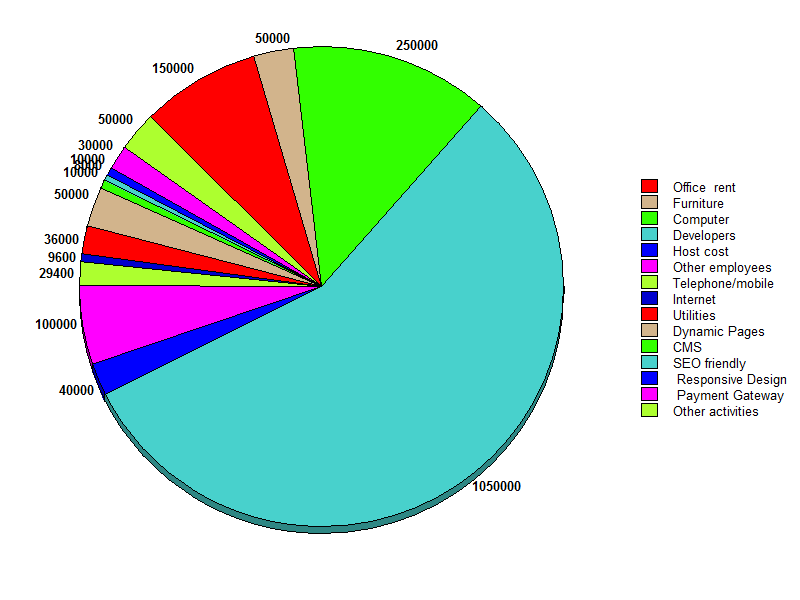 50000
250000
150000
50000
30000
10000
8000
10000
50000
36000
9600
29400
100000
40000
1050000
Office rent
Furniture
Computer
Developers
Host cost
Other employees
Telephone/mobile
Internet
Utilities
Dynamic Pages
CMS
SEO friendly
Responsive Design
Payment Gateway
Other activities